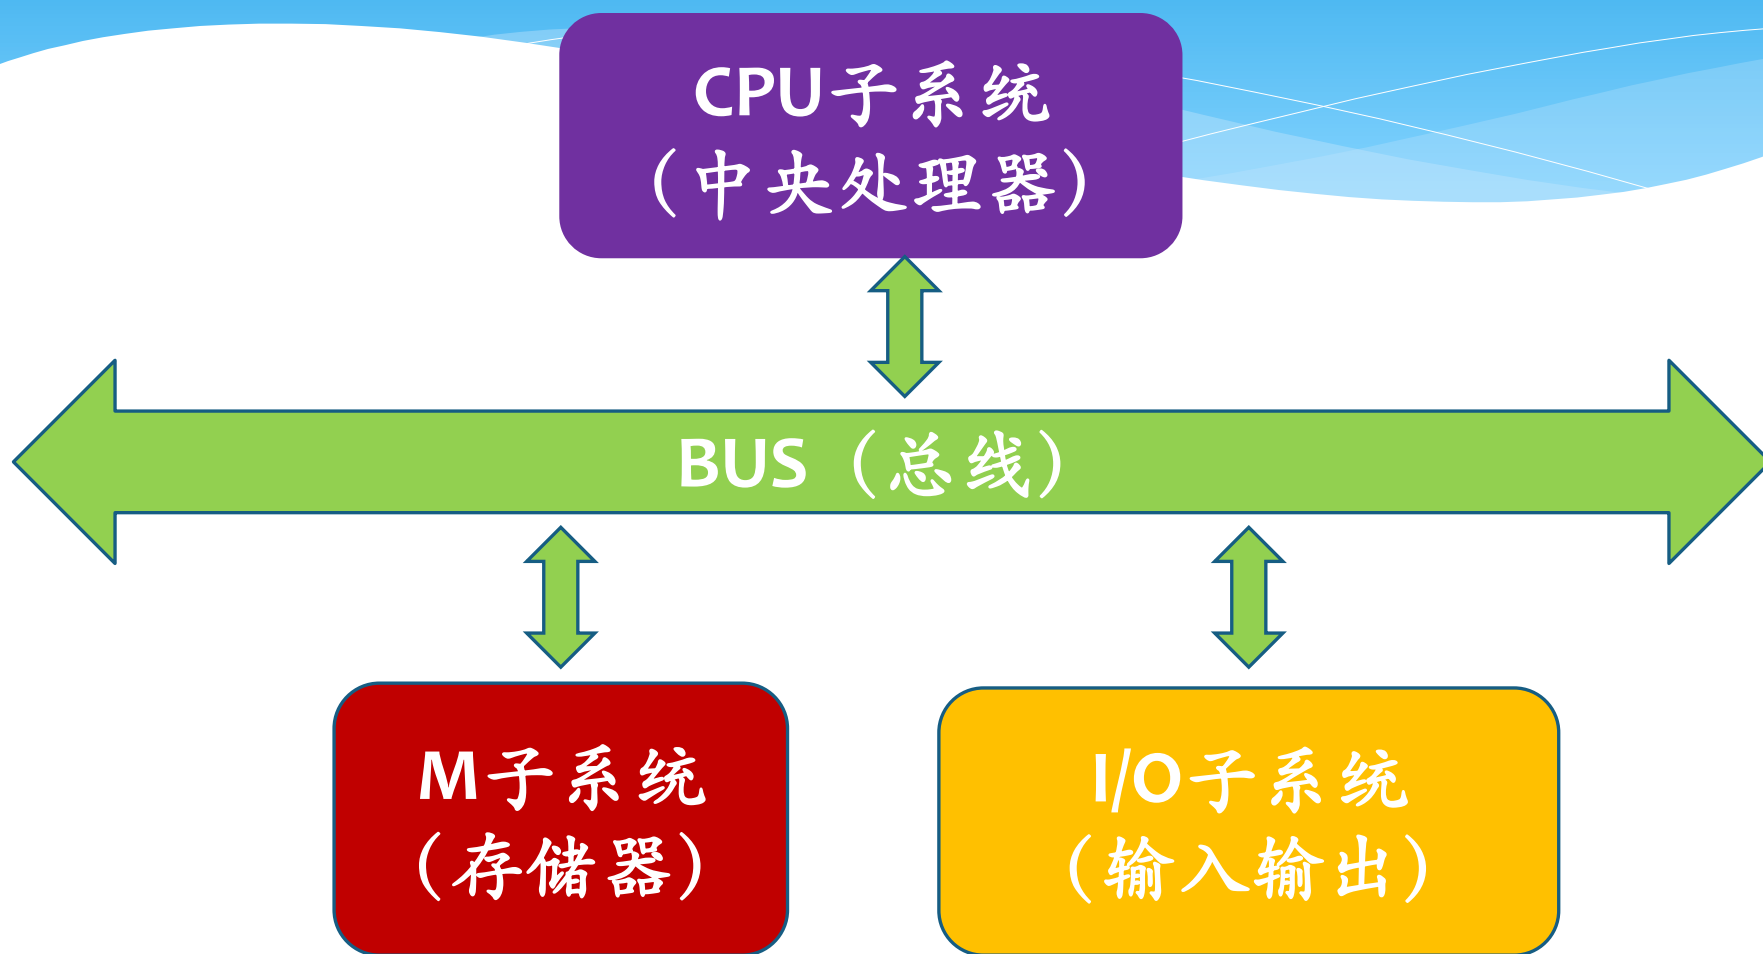 CPU子系统
（中央处理器）
BUS（总线）
M子系统
（存储器）
I/O子系统
（输入输出）